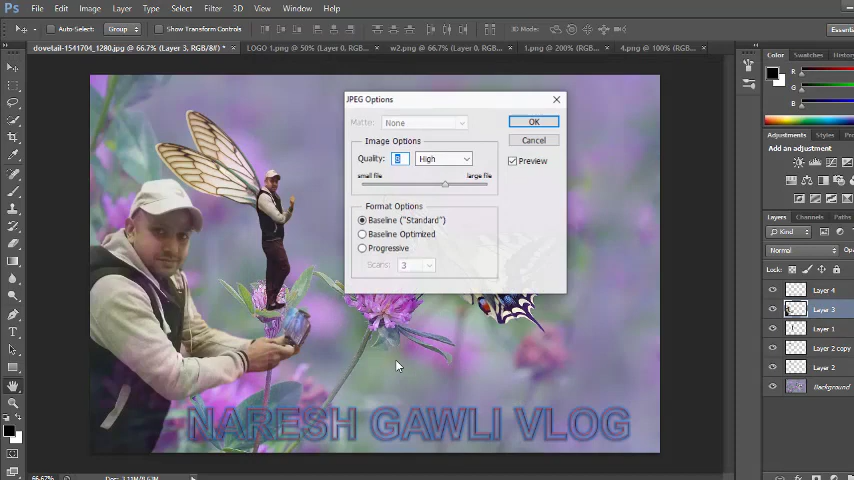 Ps File Edit Image Layer Type Select Filter 3D View Window Help
Auto-Select: Group Show Transform Controls 3D Mode: Essenti
dovetail-1541704_1280.jpg @ 66.7% (Layer 3, RGB/8#) * × LOGO 1.png @ 50% (Layer 0, RGB... × w2.png @ 66.7% (Layer 0, RGB... × 1.png @ 200% (Layer 0, RGB/... × 4.png @ 100% (Layer 0, RGB... ×
Color Swatches
R
G
B
Adjustments Styles
Add an adjustment
Layers Channels Paths
Kind
Normal
Lock:
Layer 4
Layer 3
Layer 1
Layer 2 copy
Layer 2
Background
JPEG Options
Matte: None
OK
Cancel
Preview
Image Options
Quality: 8 High
small file large file
Format Options
Baseline ("Standard")
Baseline Optimized
Progressive
Scans: 3
NARESH GAWLI VLOG
66.67%